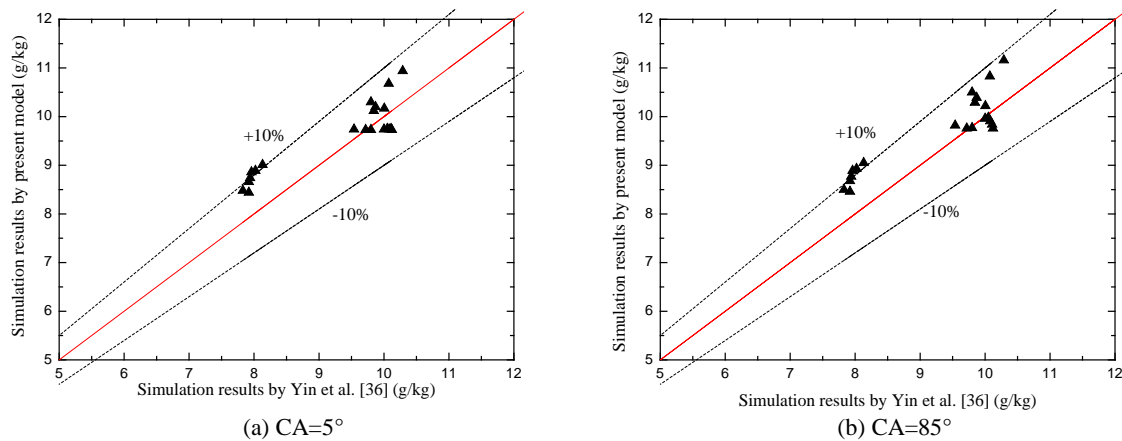 12
11
10
9
8
7
6
5
Simulation results by present model (g/kg)
+10%
-10%
5 6 7 8 9 10 11 12
Simulation results by Yin et al. [36] (g/kg)
(a) CA=5°
12
11
10
9
8
7
6
5
Simulation results by present model (g/kg)
+10%
-10%
5 6 7 8 9 10 11 12
Simulation results by Yin et al. [36] (g/kg)
(b) CA=85°